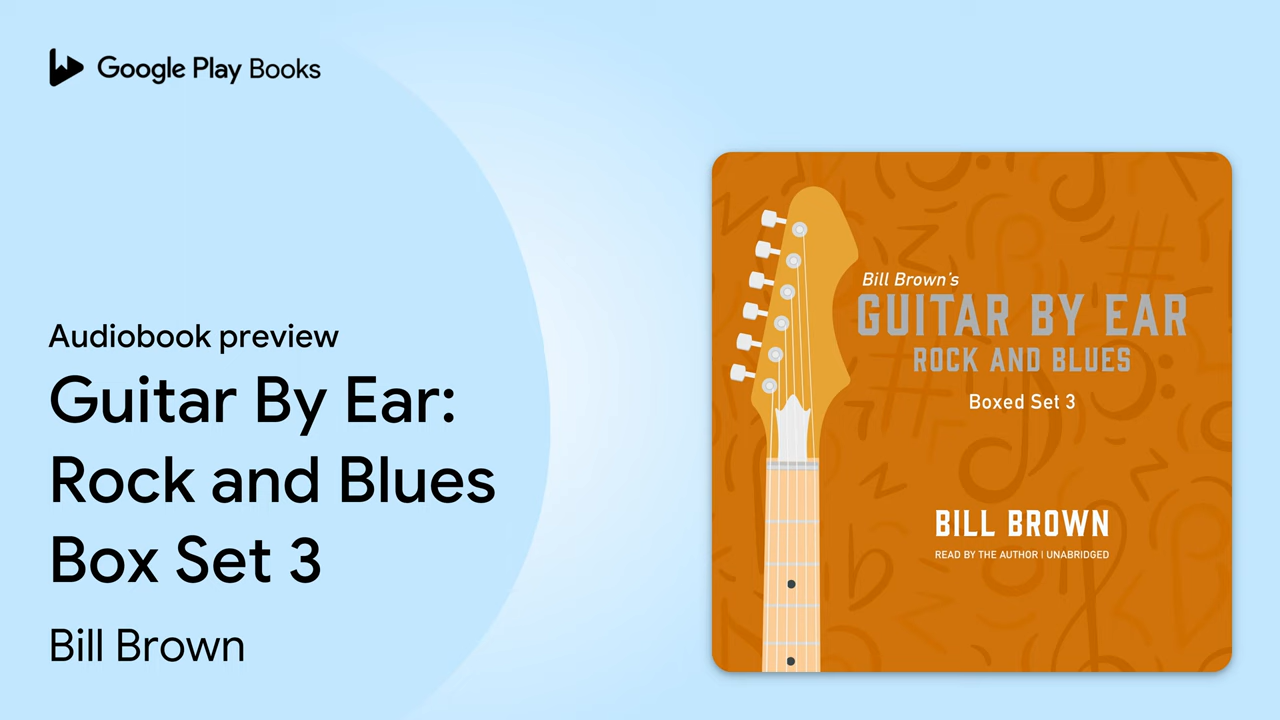 Google Play Books
Audiobook preview
Guitar By Ear:
Rock and Blues
Box Set 3
Bill Brown
Bill Brown's
GUITAR BY EAR
ROCK AND BLUES
Boxed Set 3
BILL BROWN
READ BY THE AUTHOR | UNABRIDGED